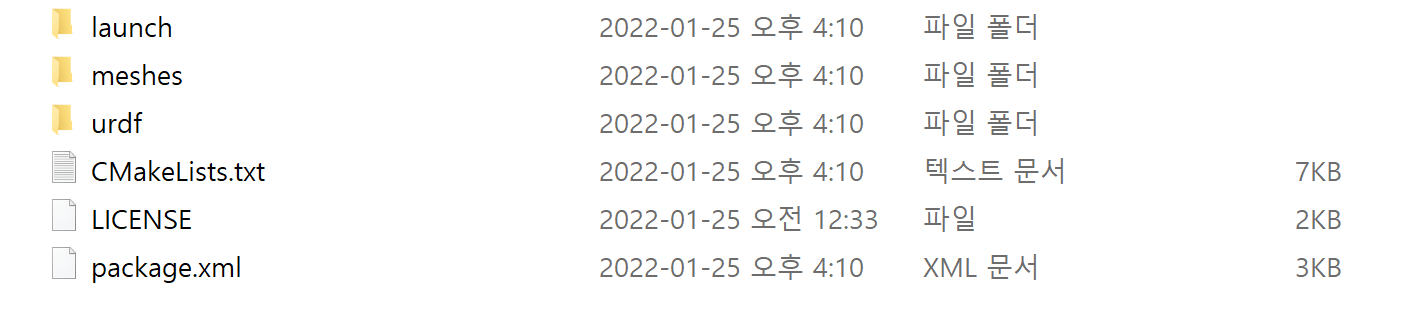 launch 2022-01-25 오후 4:10 파일 폴더
meshes 2022-01-25 오후 4:10 파일 폴더
urdf 2022-01-25 오후 4:10 파일 폴더
CMakeLists.txt 2022-01-25 오후 4:10 텍스트 문서 7KB
LICENSE 2022-01-25 오전 12:33 파일 2KB
package.xml 2022-01-25 오후 4:10 XML 문서 3KB